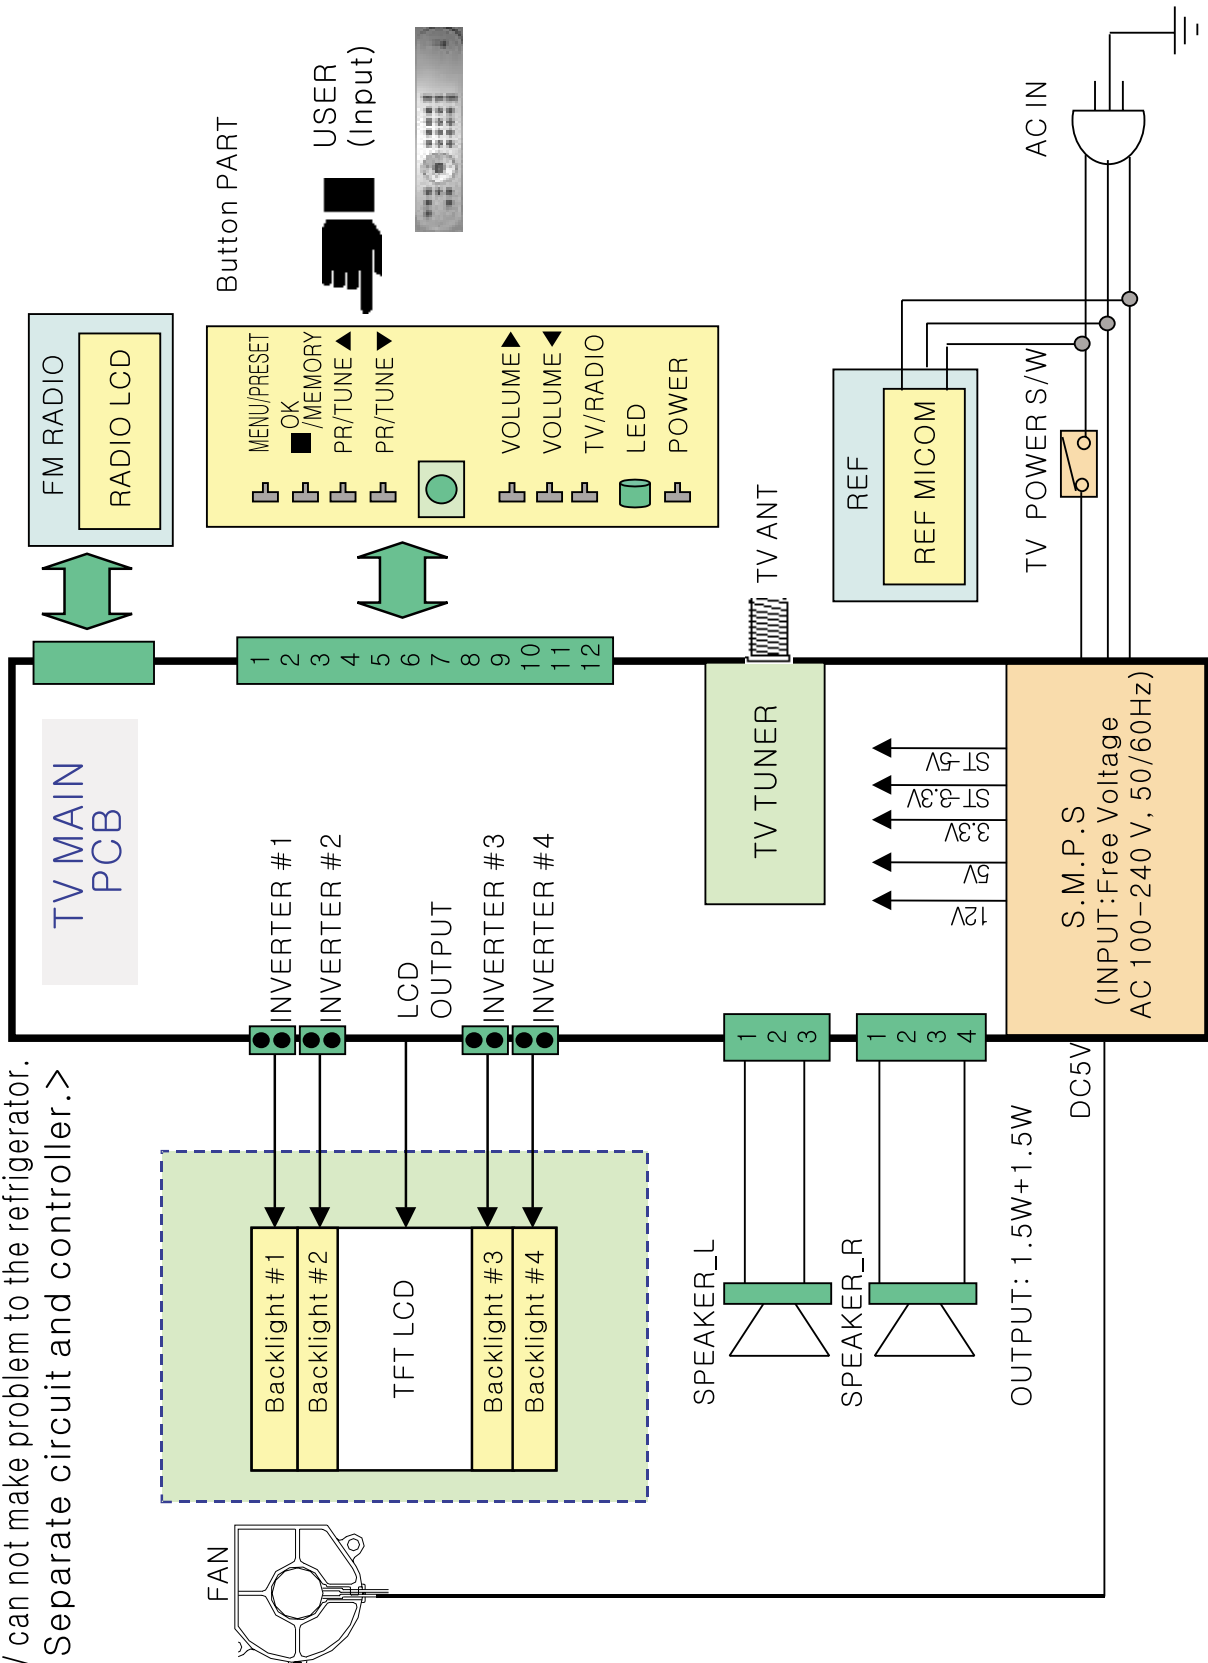 / can not make problem to the refrigerator.
Separate circuit and controller.>
TV MAIN
PCB
FM RADIO
RADIO LCD
Button PART
USER
(Input)
MENU/PRESET
■ OK
/MEMORY
PR/TUNE ▲
PR/TUNE ▼
VOLUME ▶
VOLUME ◀
TV/RADIO
LED
POWER
1
2
3
4
5
6
7
8
9
10
11
12
INVERTER #1
INVERTER #2
LCD
OUTPUT
INVERTER #3
INVERTER #4
Backlight #1
Backlight #2
TFT LCD
Backlight #3
Backlight #4
FAN
TV ANT
TV TUNER
REF
REF MICOM
TV POWER S/W
AC IN
ST-5V
ST-3.3V
3.3V
5V
12V
S.M.P.S
(INPUT:Free Voltage
AC 100-240 V, 50/60Hz)
1
2
3
1
2
3
4
SPEAKER_L
SPEAKER_R
OUTPUT: 1.5W+1.5W
DC5V